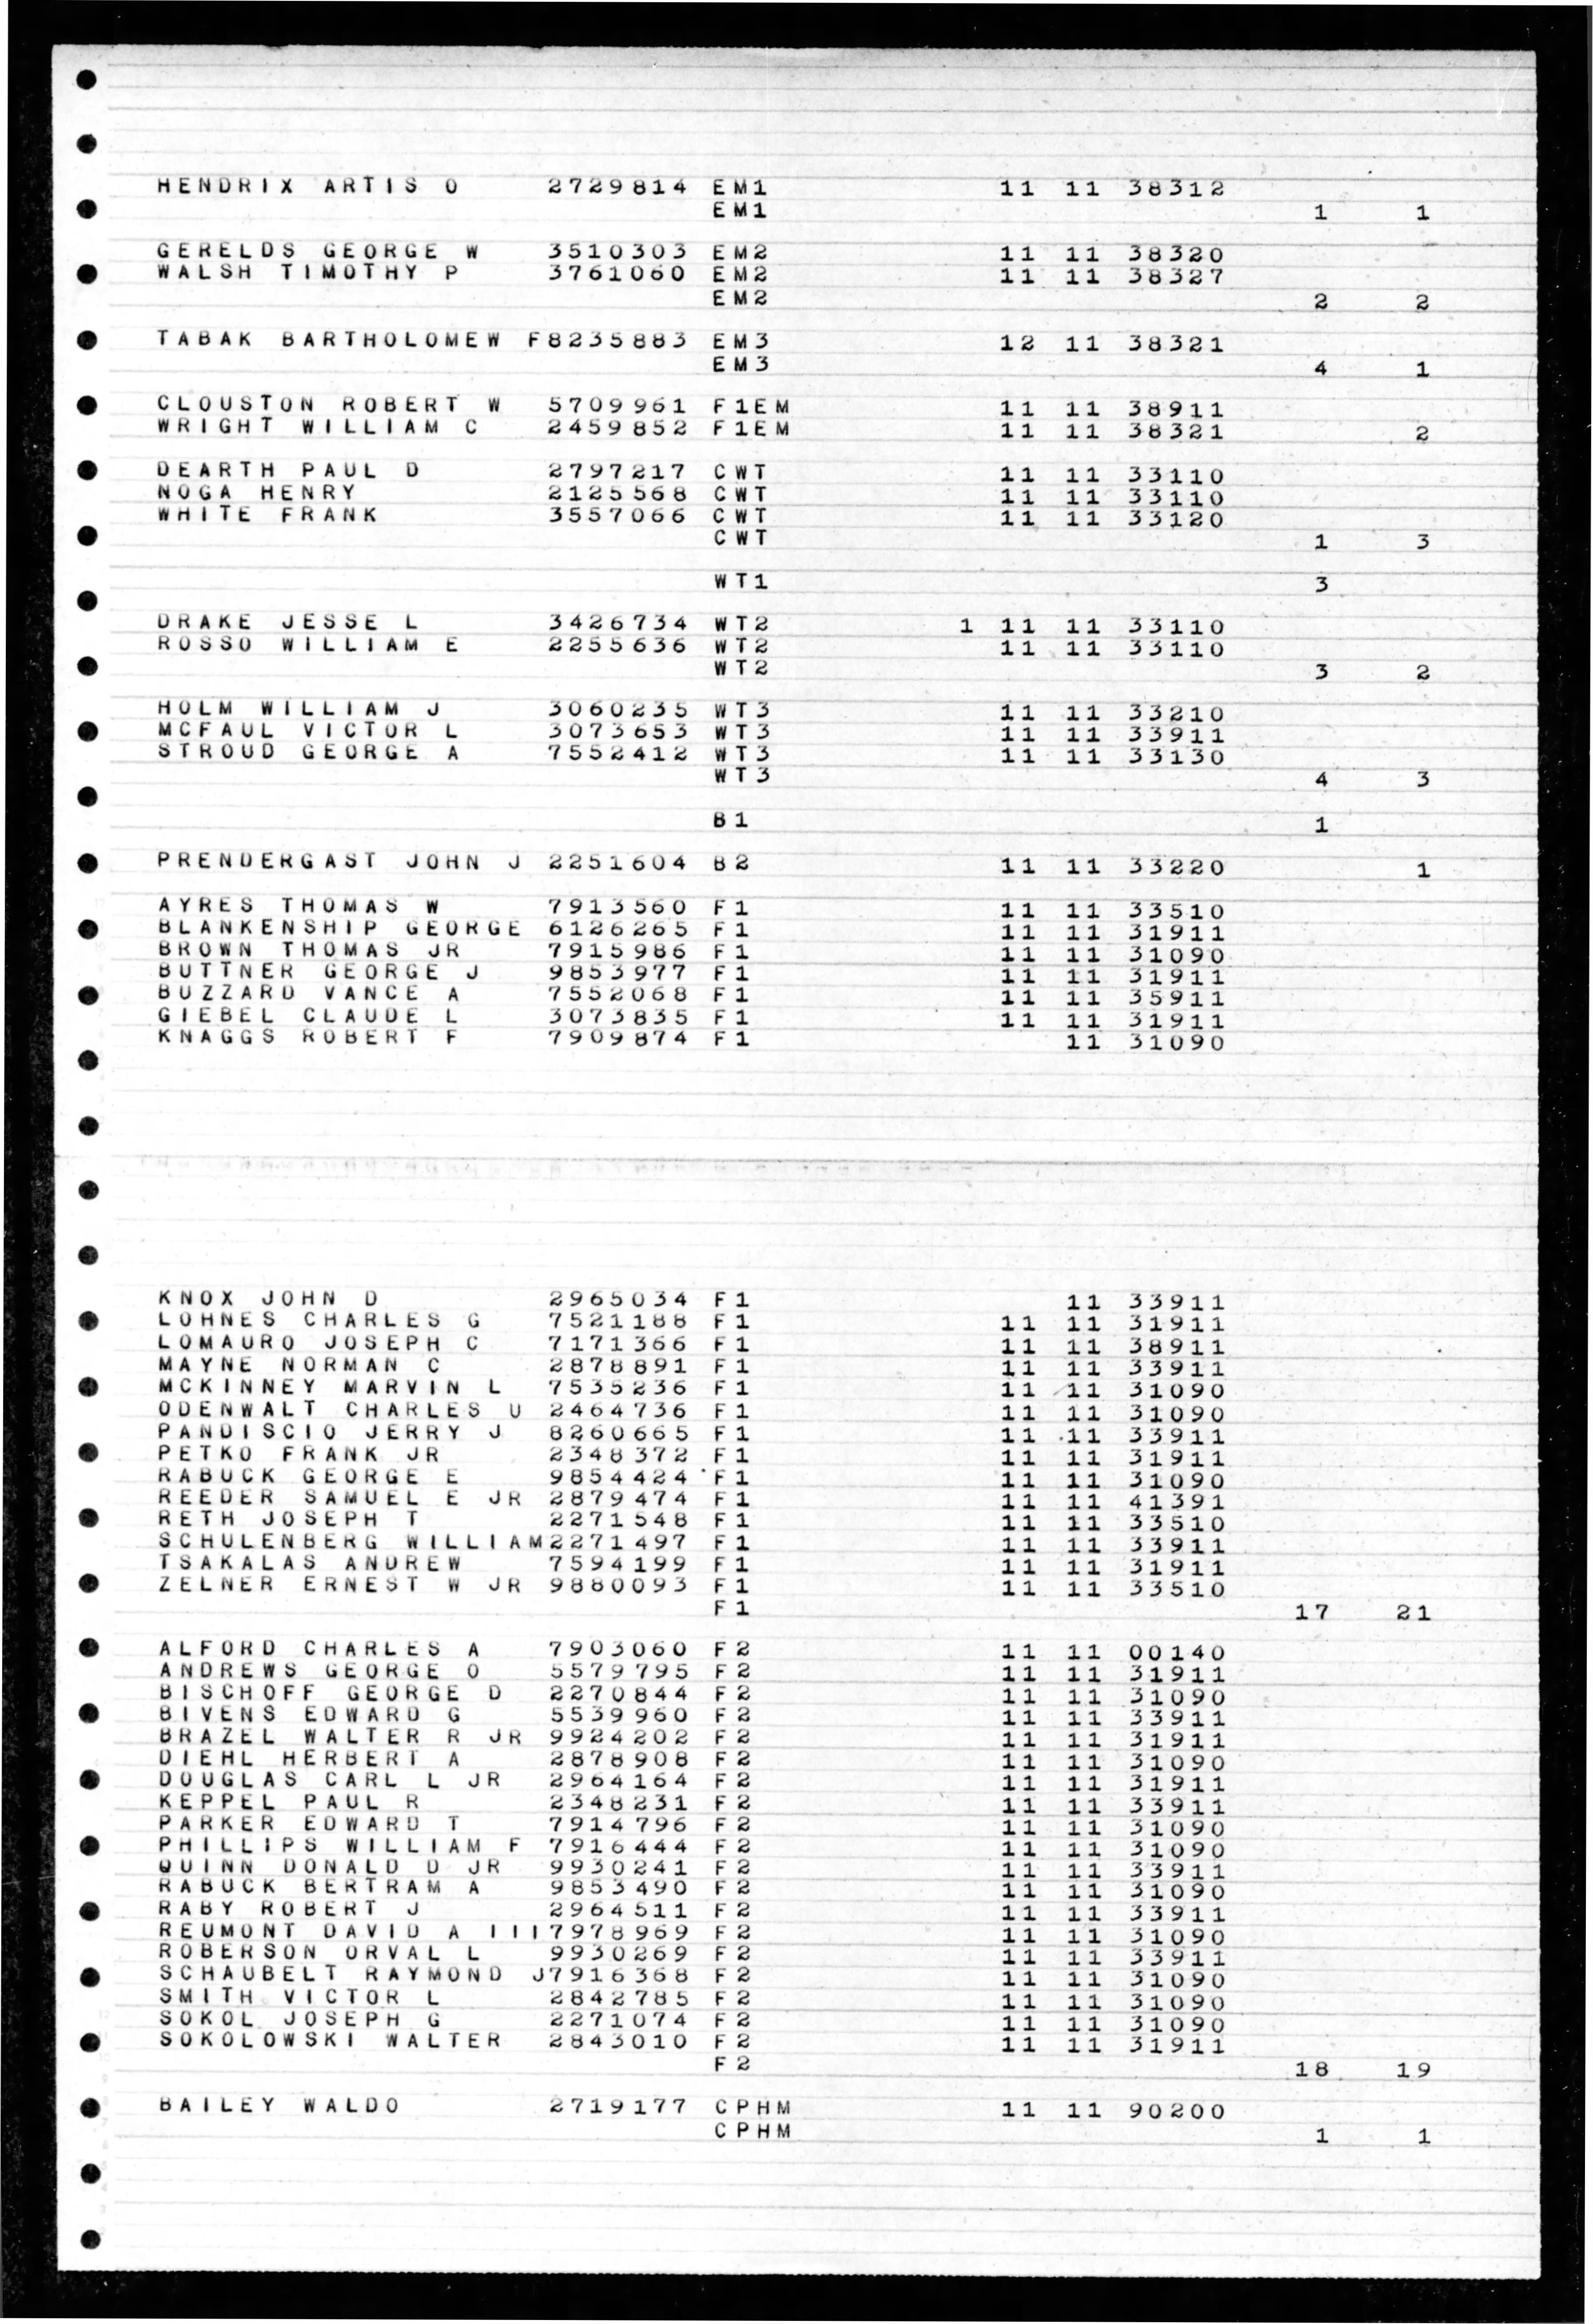 HENDRIX ARTIS O 2729814 EM1 11 11 38312
EM1 1 1
GERELDS GEORGE W 3510303 EM2 11 11 38320
WALSH TIMOTHY P 3761060 EM2 11 11 38327
EM2 2 2
TABAK BARTHOLOMEW F8235883 EM3 12 11 38321
EM3 4 1
CLOUSTON ROBERT W 5709961 F1EM 11 11 38911
WRIGHT WILLIAM C 2459852 F1EM 11 11 38321 2
DEARTH PAUL D 2797217 CWT 11 11 33110
NOGA HENRY 2125568 CWT 11 11 33110
WHITE FRANK 3557066 CWT 11 11 33120
CWT 1 3
WT1 3
DRAKE JESSE L 3426734 WT2 1 11 11 33110
ROSSO WILLIAM E 2255636 WT2 11 11 33110
WT2 3 2
HOLM WILLIAM J 3060235 WT3 11 11 33210
MCFAUL VICTOR L 3073653 WT3 11 11 33911
STROUD GEORGE A 7552412 WT3 11 11 33130
WT3 4 3
B1 1
PRENDERGAST JOHN J 2251604 B2 11 11 33220 1
AYRES THOMAS W 7913560 F1 11 11 33510
BLANKENSHIP GEORGE 6126265 F1 11 11 31911
BROWN THOMAS JR 7915986 F1 11 11 31090
BUTTNER GEORGE J 9853977 F1 11 11 31911
BUZZARD VANCE A 7552068 F1 11 11 35911
GIEBEL CLAUDE L 3073835 F1 11 11 31911
KNAGGS ROBERT F 7909874 F1 11 31090
KNOX JOHN D 2965034 F1 11 33911
LOHNES CHARLES G 7521188 F1 11 11 31911
LOMAURO JOSEPH C 7171366 F1 11 11 38911
MAYNE NORMAN C 2878891 F1 11 11 33911
MCKINNEY MARVIN L 7535236 F1 11 11 31090
ODENWALT CHARLES U 2464736 F1 11 11 31090
PANDISCIO JERRY J 8260665 F1 11 11 33911
PETKO FRANK JR 2348372 F1 11 11 31911
RABUCK GEORGE E 9854424 F1 11 11 31090
REEDER SAMUEL E JR 2879474 F1 11 11 41391
RETH JOSEPH T 2271548 F1 11 11 33510
SCHULENBERG WILLIAM2271497 F1 11 11 33911
TSAKALAS ANDREW 7594199 F1 11 11 31911
ZELNER ERNEST W JR 9880093 F1 11 11 33510
F1 17 21
ALFORD CHARLES A 7903060 F2 11 11 00140
ANDREWS GEORGE O 5579795 F2 11 11 31911
BISCHOFF GEORGE D 2270844 F2 11 11 31090
BIVENS EDWARD G 5539960 F2 11 11 33911
BRAZEL WALTER R JR 9924202 F2 11 11 31911
DIEHL HERBERT A 2878908 F2 11 11 31090
DOUGLAS CARL L JR 2964164 F2 11 11 31911
KEPPEL PAUL R 2348231 F2 11 11 33911
PARKER EDWARD T 7914796 F2 11 11 31090
PHILLIPS WILLIAM F 7916444 F2 11 11 31090
QUINN DONALD D JR 9930241 F2 11 11 33911
RABUCK BERTRAM A 9853490 F2 11 11 31090
RABY ROBERT J 2964511 F2 11 11 33911
REUMONT DAVID A III7978969 F2 11 11 31090
ROBERSON ORVAL L 9930269 F2 11 11 33911
SCHAUBELT RAYMOND J7916368 F2 11 11 31090
SMITH VICTOR L 2842785 F2 11 11 31090
SOKOL JOSEPH G 2271074 F2 11 11 31090
SOKOLOWSKI WALTER 2843010 F2 11 11 31911
F2 18 19
BAILEY WALDO 2719177 CPHM 11 11 90200
CPHM 1 1